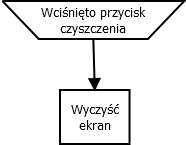 Wciśnięto przycisk
czyszczenia
Wyczyść
ekran